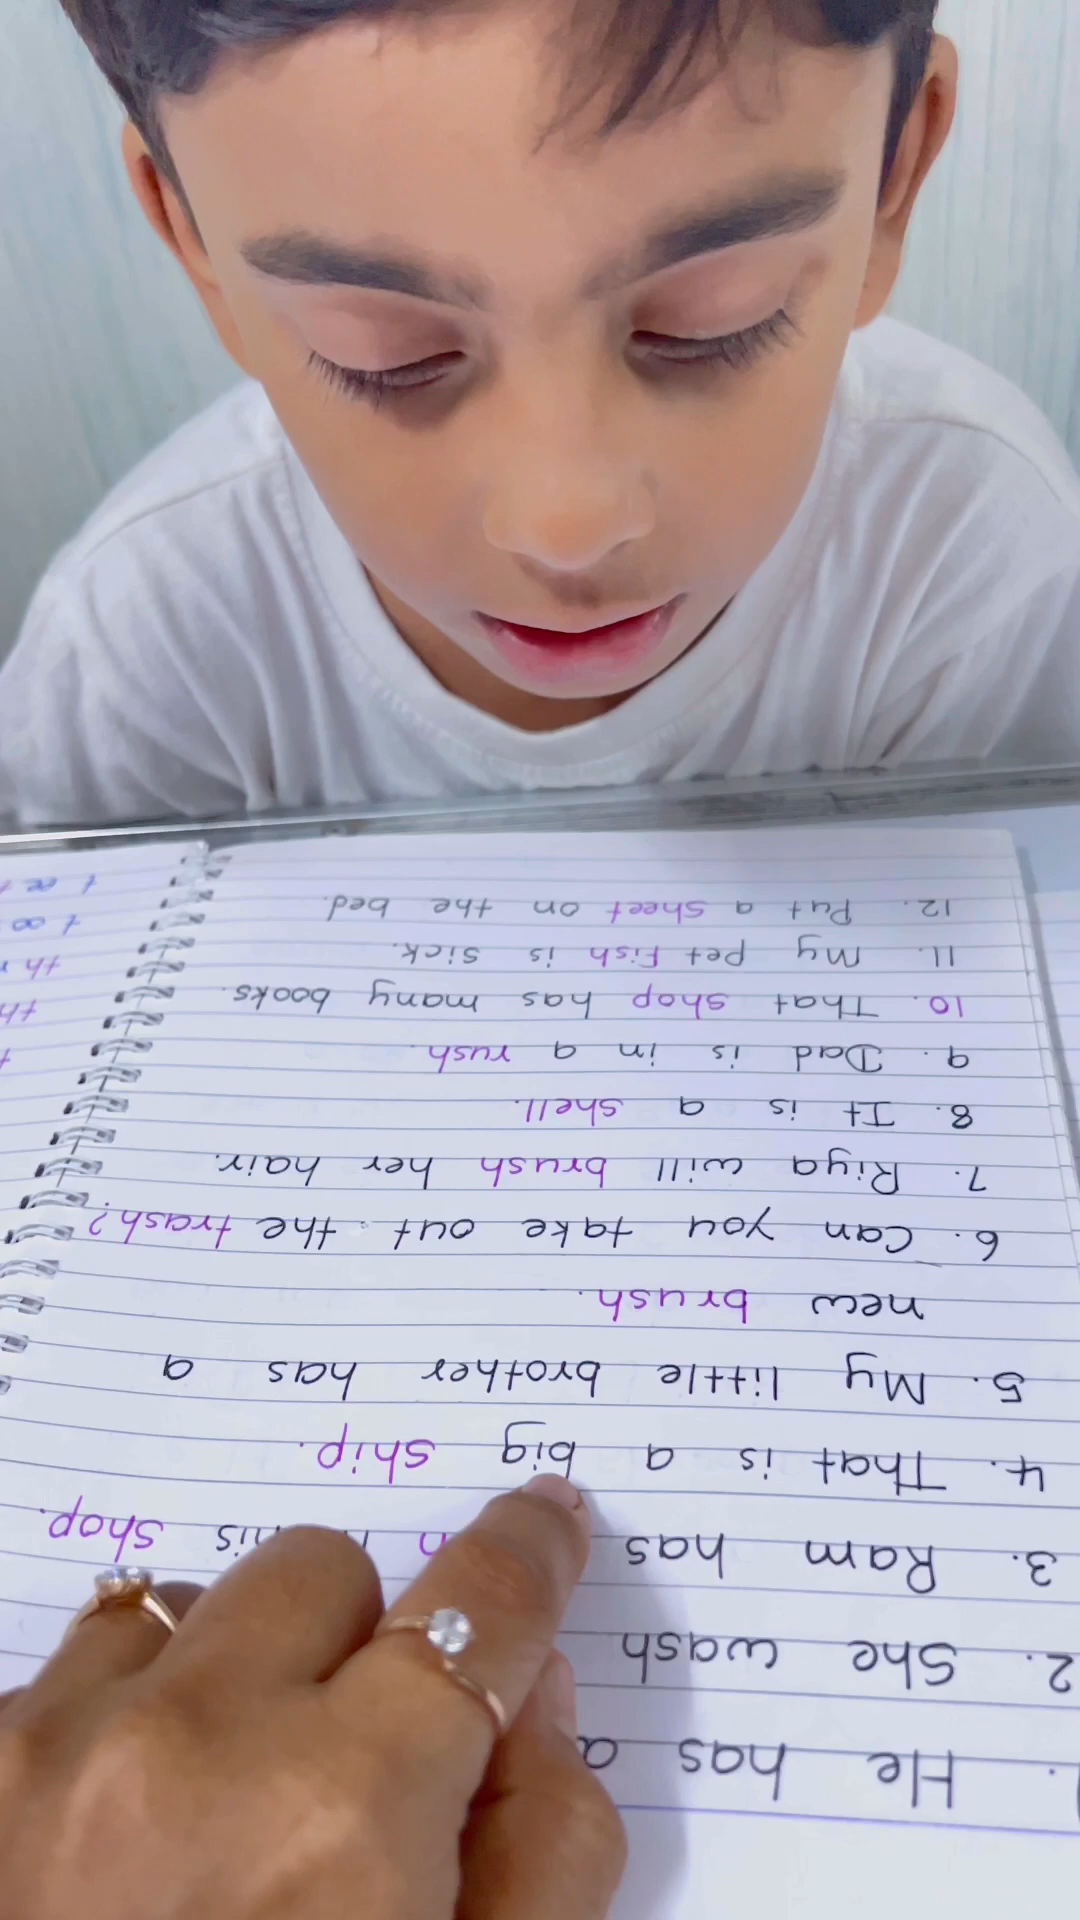 1. He has a
2. She wash
3. Ram has his shop.
4. That is a big ship.
5. My little brother has a
new brush.
6. Can you take out the trash?
7. Riya will brush her hair.
8. It is a shell.
9. Dad is in a rush.
10. That shop has many books.
11. My pet fish is sick.
12. Put a sheet on the bed.